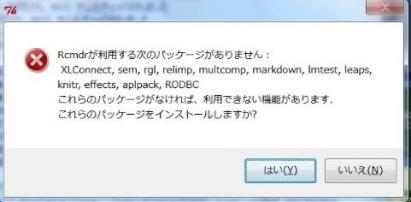 Rcmdrが利用する次のパッケージがありません：
XLConnect, sem, rgl, relimp, multcomp, markdown, lmtest, leaps,
knitr, effects, aplpack, RODBC
これらのパッケージがなければ、利用できない機能があります.
これらのパッケージをインストールしますか?
はい(Y)
いいえ(N)